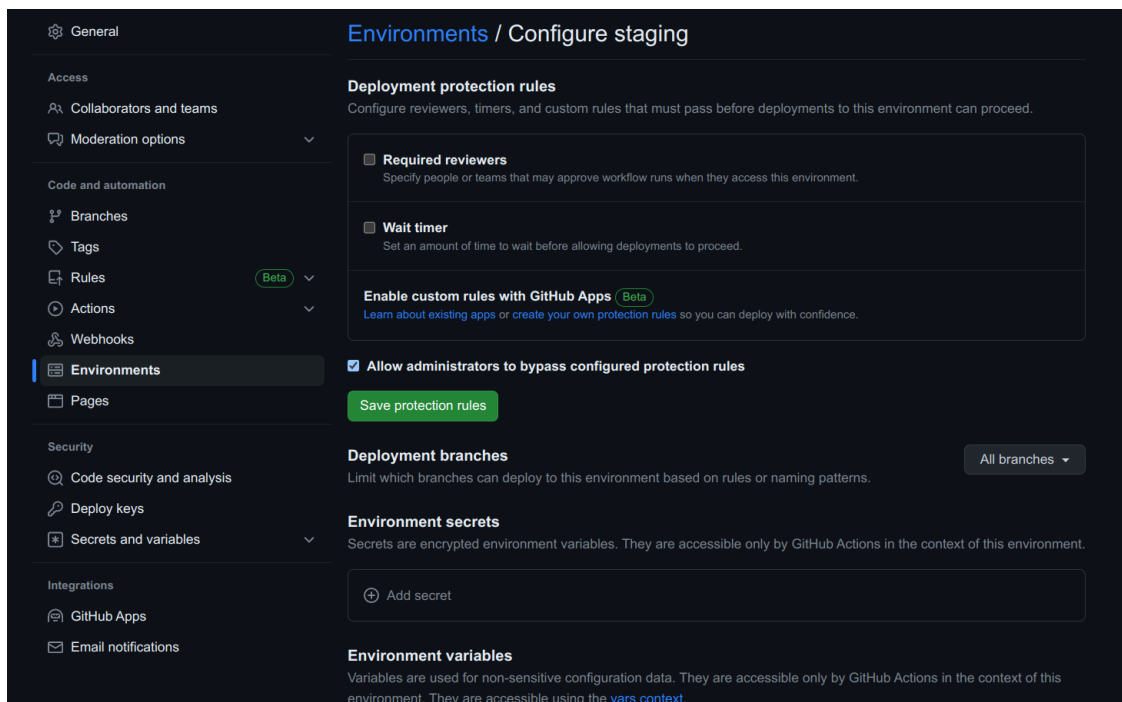 General
Access
Collaborators and teams
Moderation options
Code and automation
Branches
Tags
Rules Beta
Actions
Webhooks
Environments
Pages
Security
Code security and analysis
Deploy keys
Secrets and variables
Integrations
GitHub Apps
Email notifications
Environments / Configure staging
Deployment protection rules
Configure reviewers, timers, and custom rules that must pass before deployments to this environment can proceed.
Required reviewers
Specify people or teams that may approve workflow runs when they access this environment.
Wait timer
Set an amount of time to wait before allowing deployments to proceed.
Enable custom rules with GitHub Apps Beta
Learn about existing apps or create your own protection rules so you can deploy with confidence.
Allow administrators to bypass configured protection rules
Save protection rules
Deployment branches
All branches
Limit which branches can deploy to this environment based on rules or naming patterns.
Environment secrets
Secrets are encrypted environment variables. They are accessible only by GitHub Actions in the context of this environment.
Add secret
Environment variables
Variables are used for non-sensitive configuration data. They are accessible only by GitHub Actions in the context of this
environment. They are accessible using the vars context.